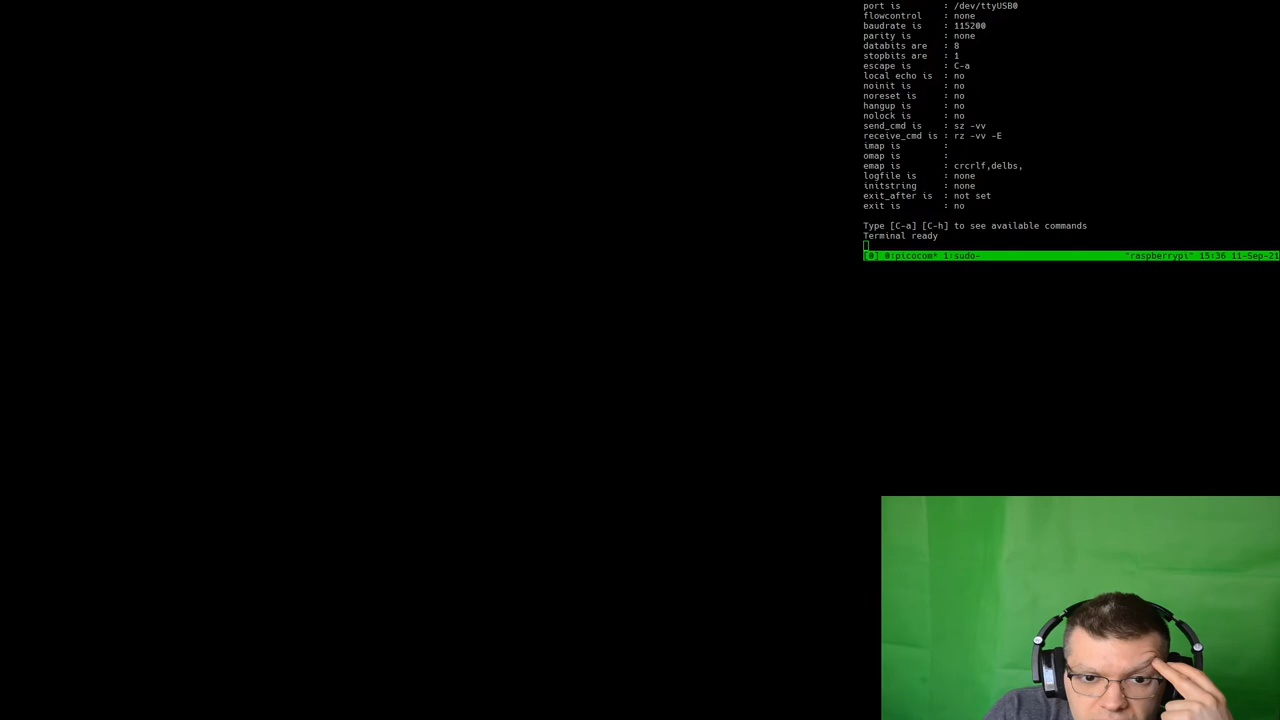 port is        : /dev/ttyUSB0
flowcontrol    : none
baudrate is    : 115200
parity is      : none
databits are   : 8
stopbits are   : 1
escape is      : C-a
local echo is  : no
noinit is      : no
noreset is     : no
hangup is      : no
nolock is      : no
send_cmd is    : sz -vv
receive_cmd is : rz -vv -E
imap is        :
omap is        :
emap is        : crcrlf,delbs,
logfile is     : none
initstring     : none
exit_after is  : not set
exit is        : no
Type [C-a] [C-h] to see available commands
Terminal ready
[0] 0:picocom* 1:sudo- "raspberrypi" 15:36 11-Sep-21